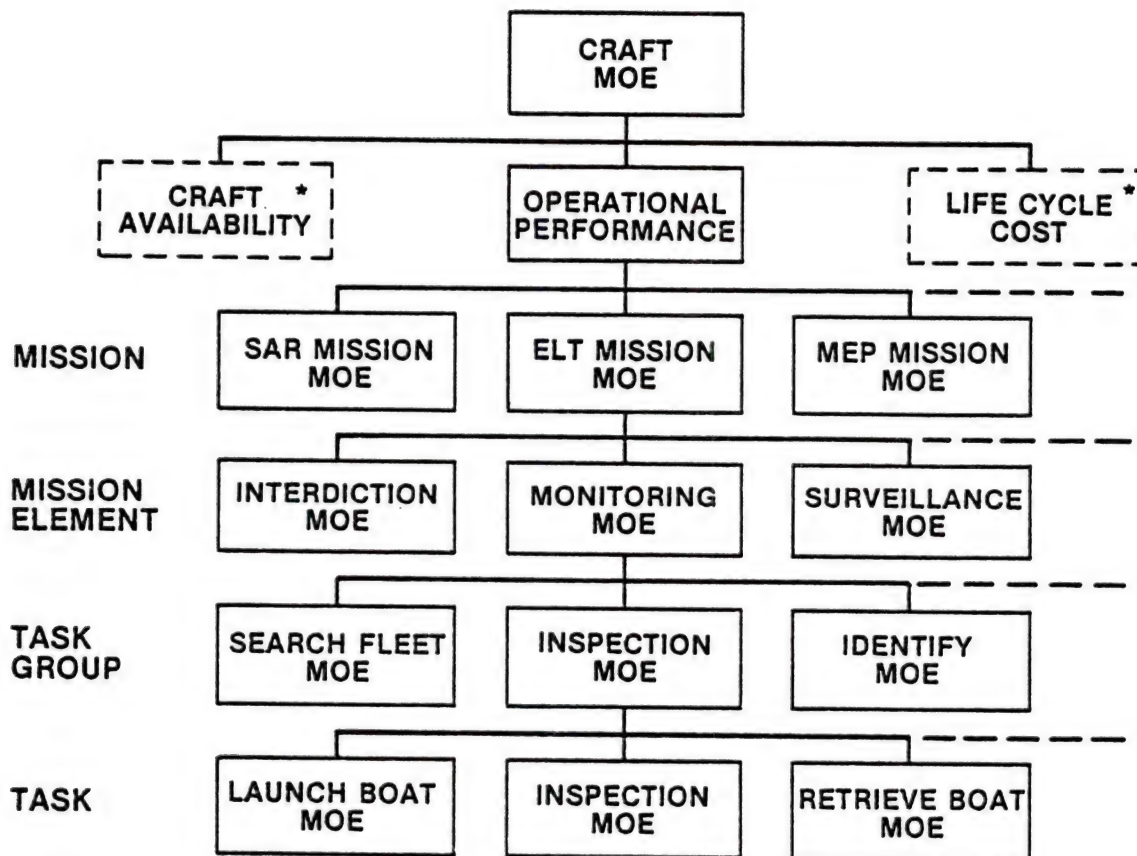 CRAFT
MOE
CRAFT *
AVAILABILITY
OPERATIONAL
PERFORMANCE
LIFE CYCLE *
COST
MISSION
SAR MISSION
MOE
ELT MISSION
MOE
MEP MISSION
MOE
MISSION
ELEMENT
INTERDICTION
MOE
MONITORING
MOE
SURVEILLANCE
MOE
TASK
GROUP
SEARCH FLEET
MOE
INSPECTION
MOE
IDENTIFY
MOE
TASK
LAUNCH BOAT
MOE
INSPECTION
MOE
RETRIEVE BOAT
MOE